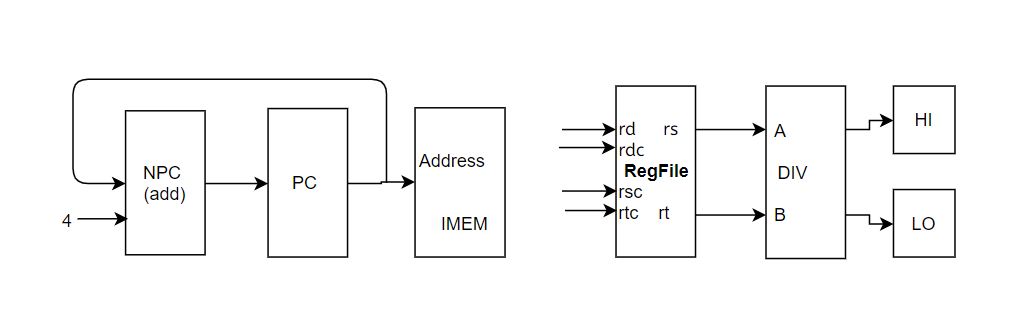 NPC
(add)
4
PC
Address
IMEM
rd rs
rdc
RegFile
rsc
rtc rt
A
DIV
B
HI
LO